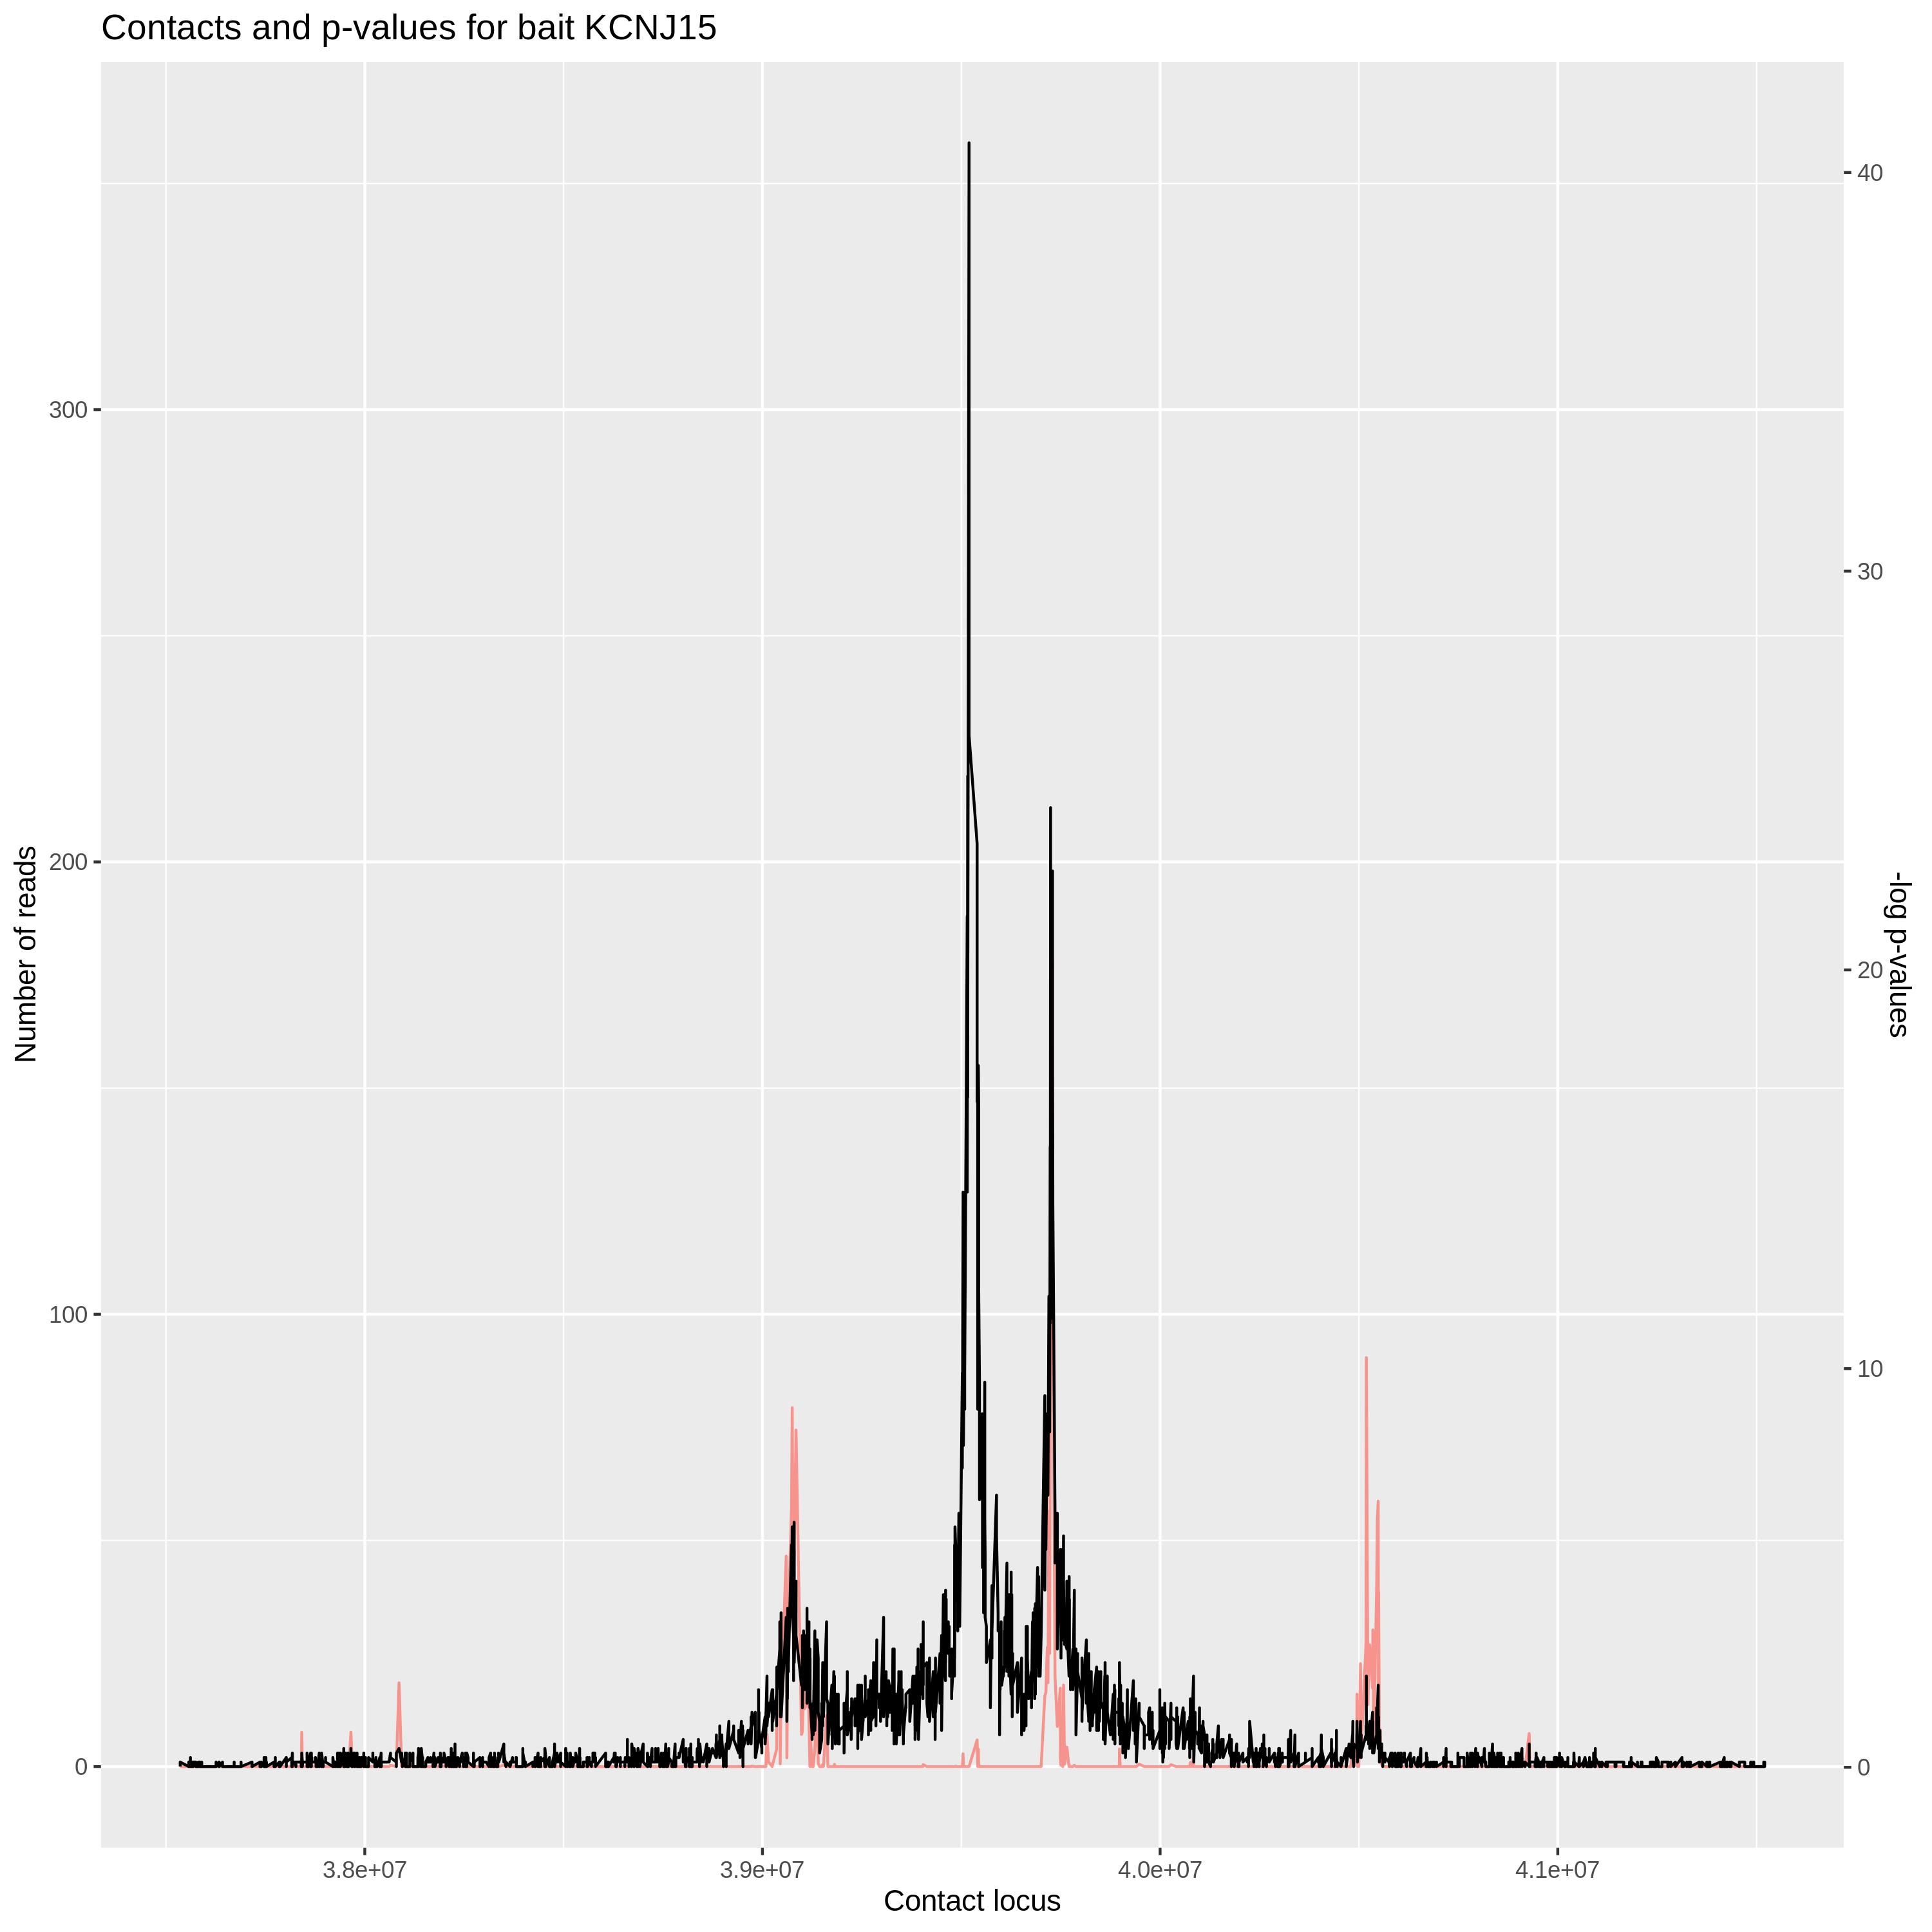 Contacts and p-values for bait KCNJ15
Number of reads
300
200
100
0
40
30
20
10
0
-log p-values
3.8e+07
3.9e+07
4.0e+07
4.1e+07
Contact locus